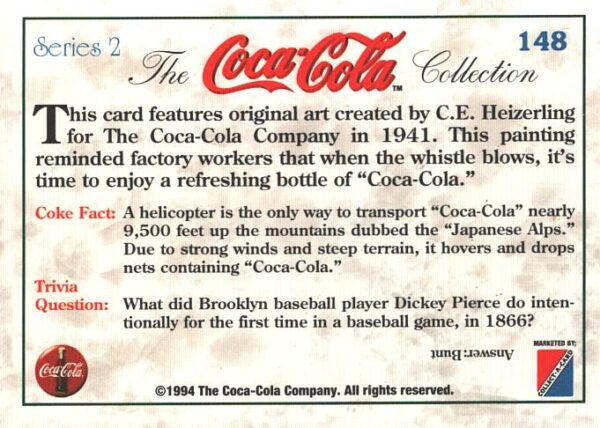 Series 2
148
The Coca-Cola™ Collection
This card features original art created by C.E. Heizerling
for The Coca-Cola Company in 1941. This painting
reminded factory workers that when the whistle blows, it's
time to enjoy a refreshing bottle of “Coca-Cola.”
Coke Fact: A helicopter is the only way to transport “Coca-Cola” nearly
9,500 feet up the mountains dubbed the “Japanese Alps.”
Due to strong winds and steep terrain, it hovers and drops
nets containing “Coca-Cola.”
Trivia
Question: What did Brooklyn baseball player Dickey Pierce do inten-
tionally for the first time in a baseball game, in 1866?
Answer: Bunt
MARKETED BY:
COLLECT-A-CARD
Coca-Cola
©1994 The Coca-Cola Company. All rights reserved.